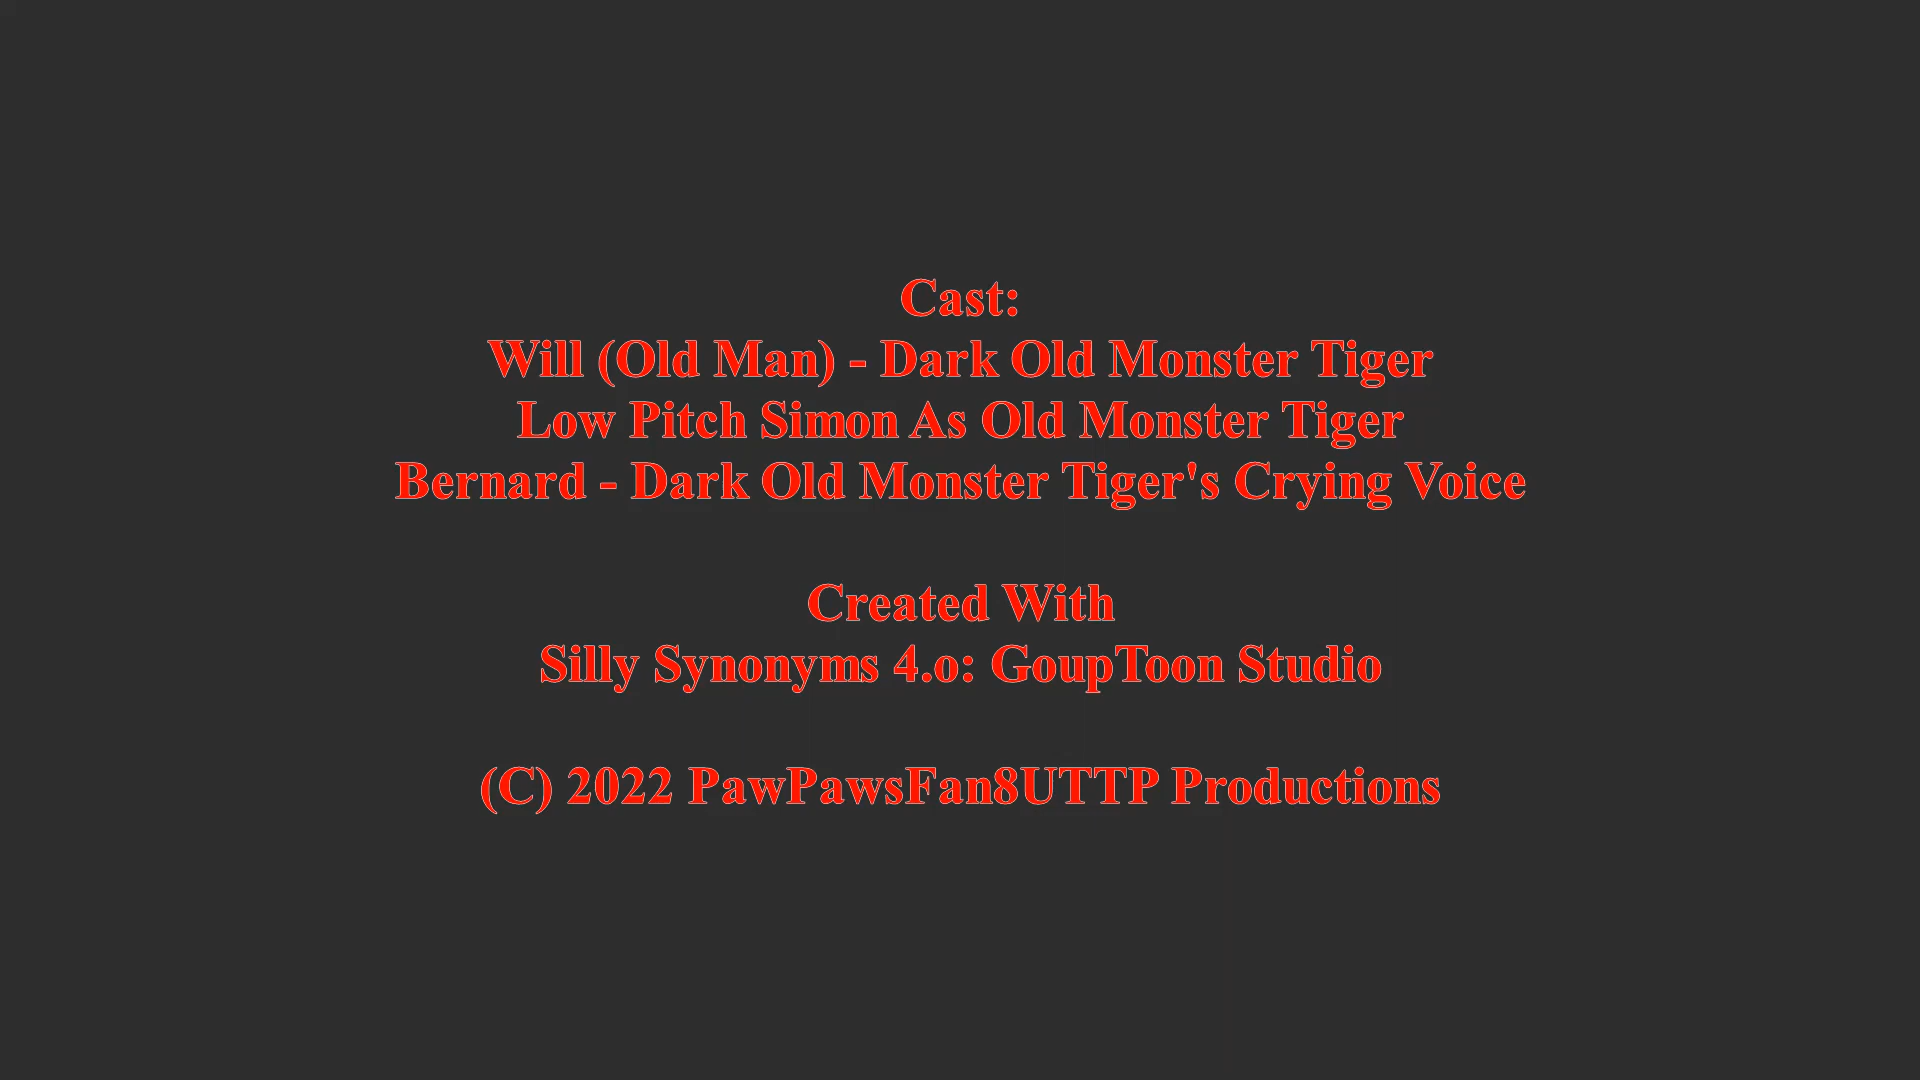 Cast:
Will (Old Man) - Dark Old Monster Tiger
Low Pitch Simon As Old Monster Tiger
Bernard - Dark Old Monster Tiger's Crying Voice
Created With
Silly Synonyms 4.o: GoupToon Studio
(C) 2022 PawPawsFan8UTTP Productions